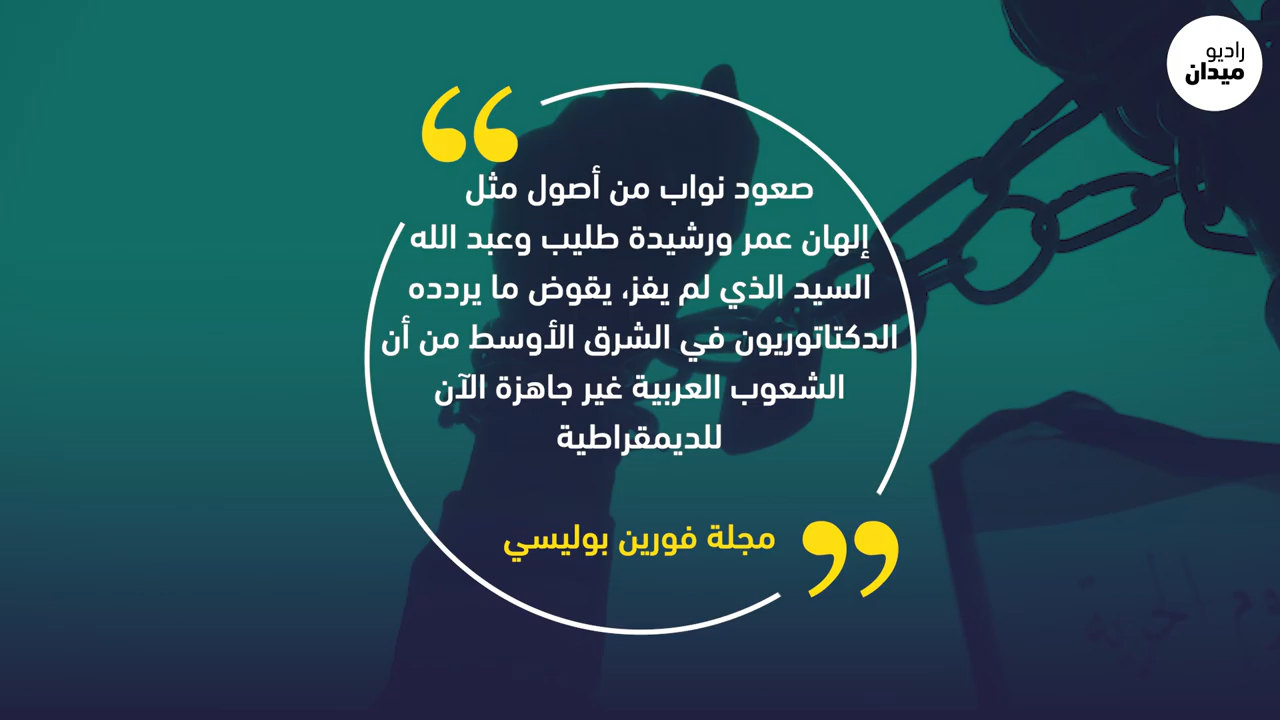 راديو
ميدان
صعود نواب من أصول مثل
إلهان عمر ورشيدة طليب وعبد الله
السيد الذي لم يفز، يقوض ما يردده
الدكتاتوريون في الشرق الأوسط من أن
الشعوب العربية غير جاهزة الآن
للديمقراطية
مجلة فورين بوليسي